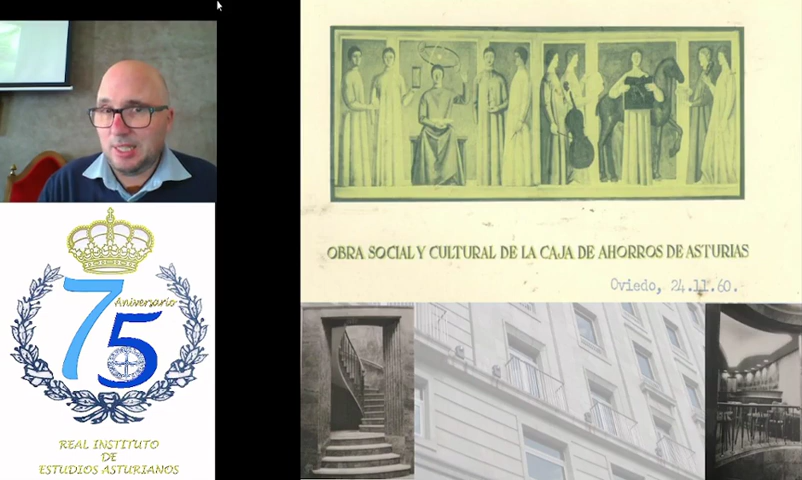 OBRA SOCIAL Y CULTURAL DE LA CAJA DE AHORROS DE ASTURIAS
Oviedo, 24.11.60.
75
Aniversario
REAL INSTITUTO
DE
ESTUDIOS ASTURIANOS